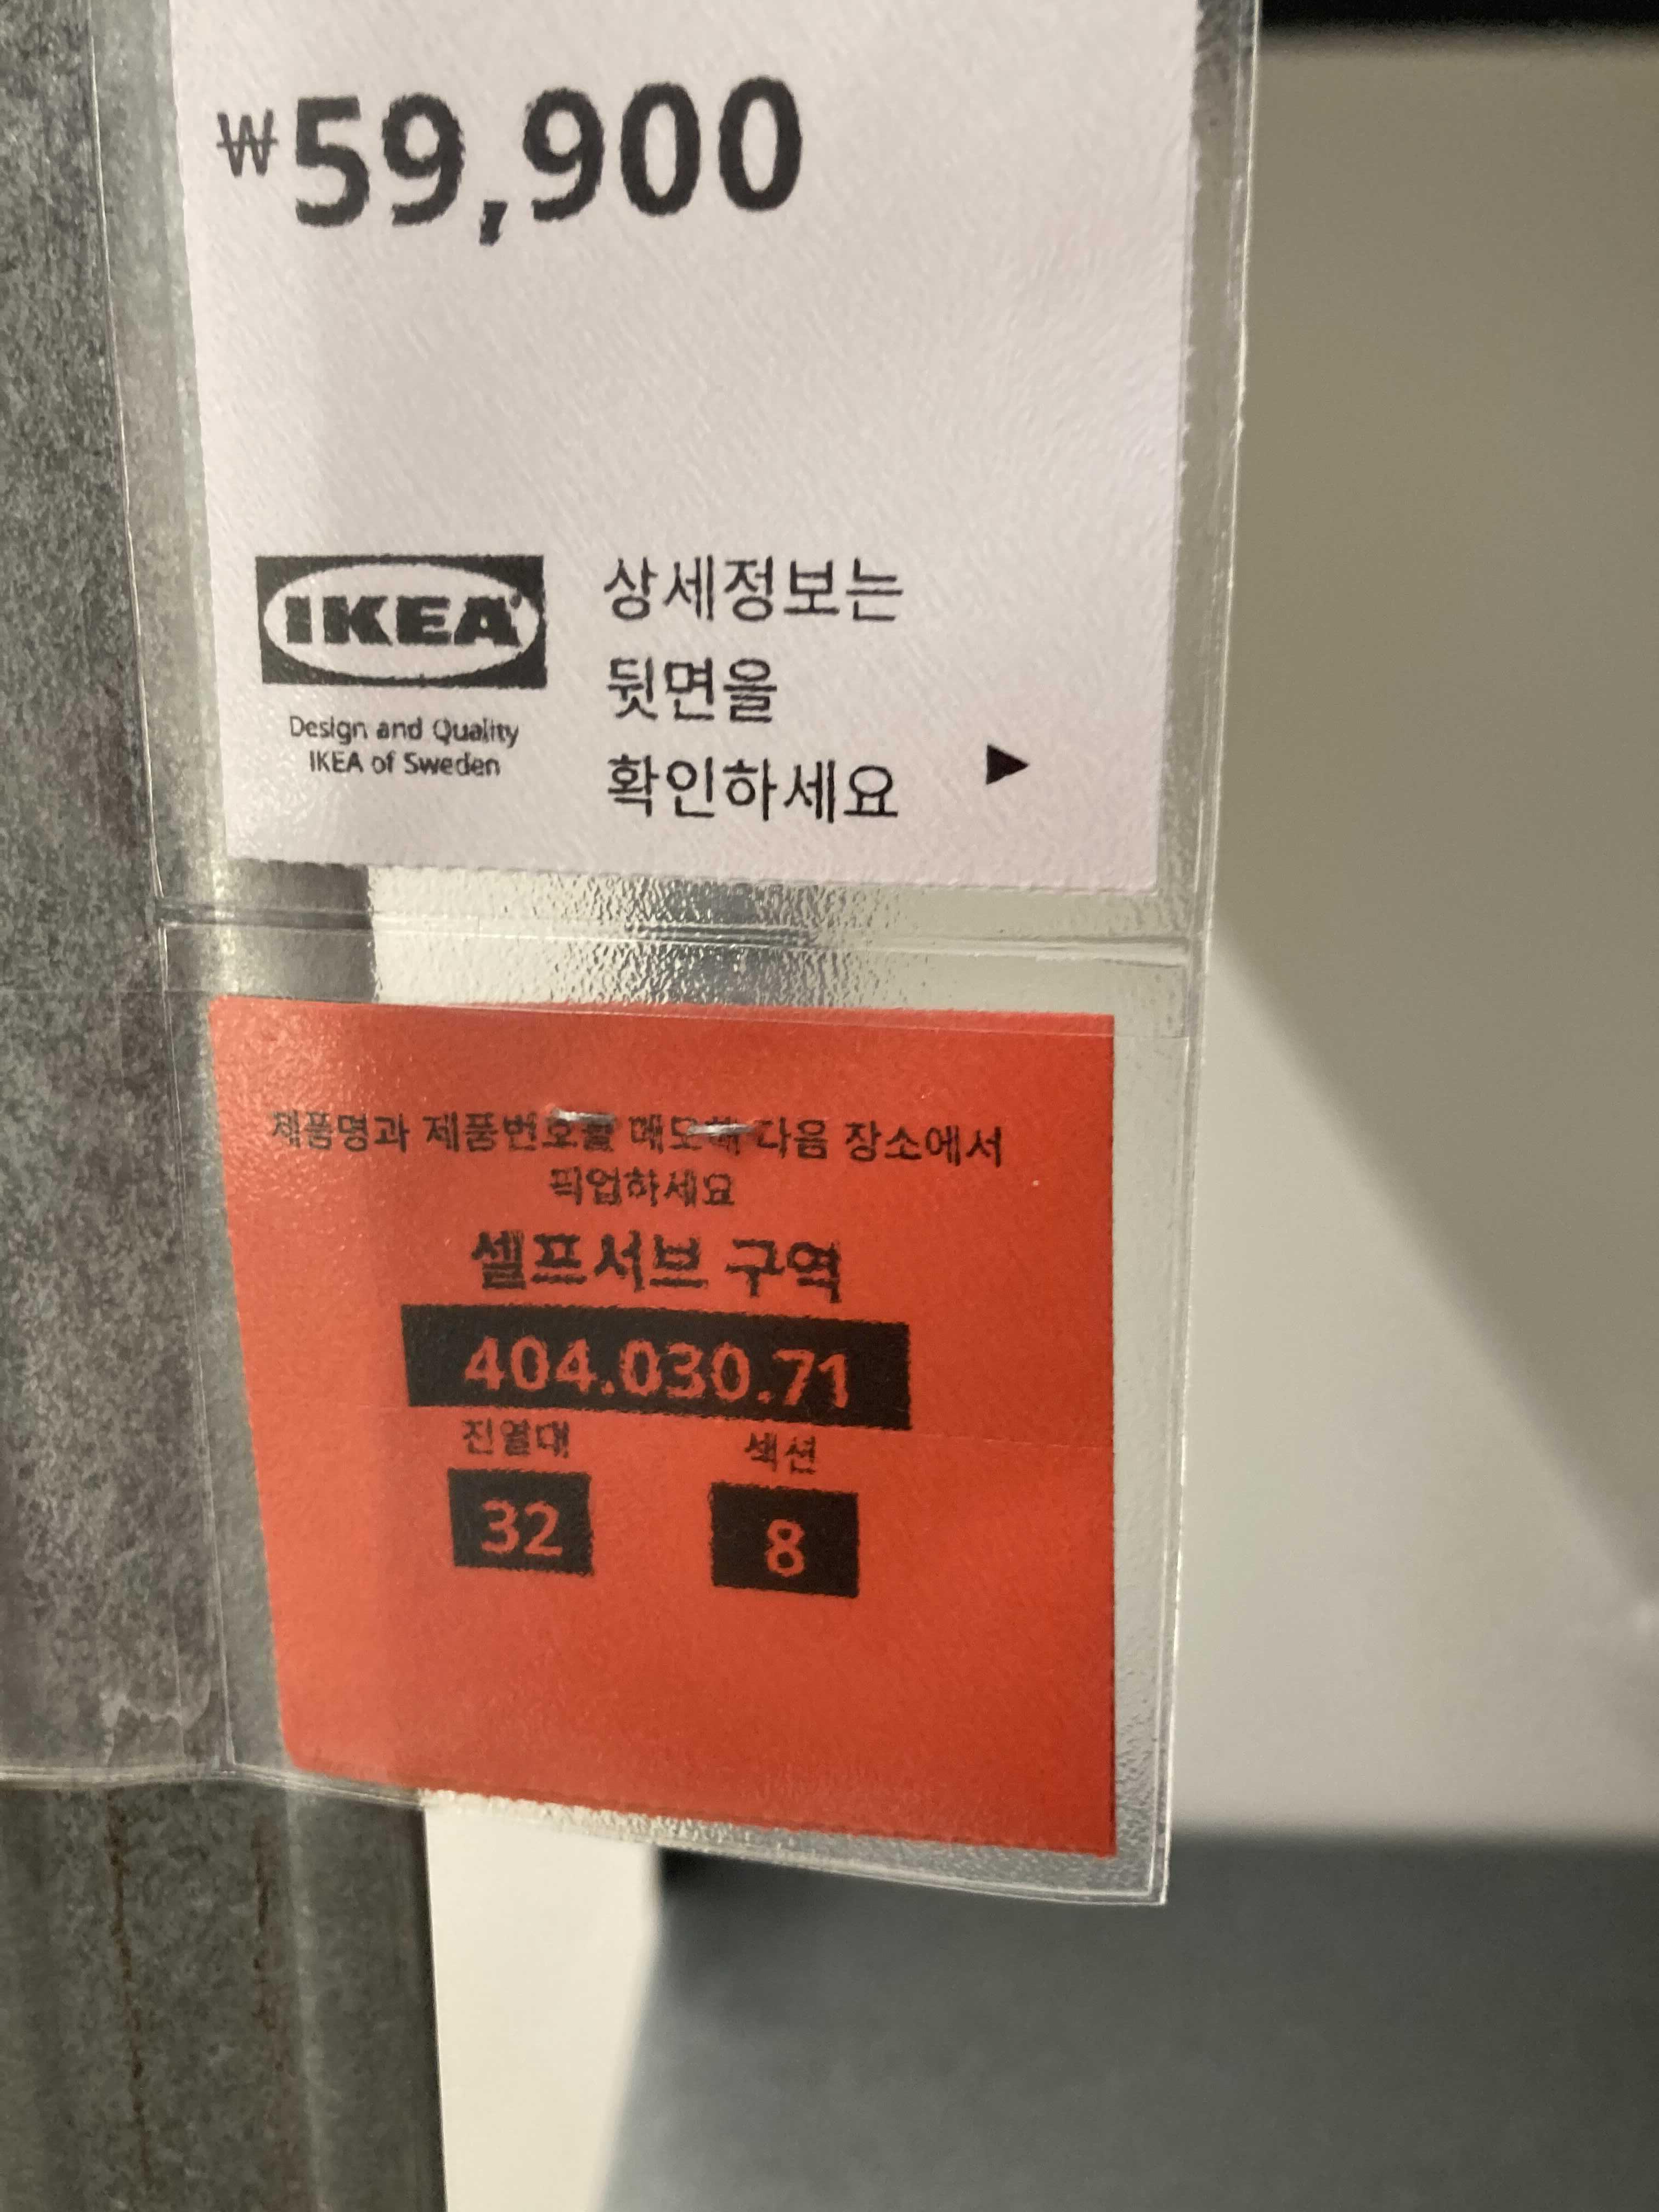 ₩59,900
IKEA
Design and Quality
IKEA of Sweden
상세정보는
뒷면을
확인하세요
제품명과 제품번호를 메모해 다음 장소에서
픽업하세요
셀프서브 구역
404.030.71
진열대 섹션
32 8